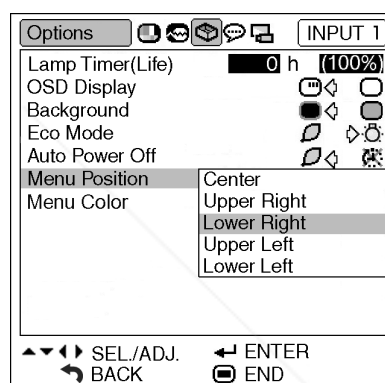 Options INPUT 1
Lamp Timer(Life) 0 h (100%)
OSD Display
Background
Eco Mode
Auto Power Off
Menu Position Center
Menu Color Upper Right
Lower Right
Upper Left
Lower Left
SEL./ADJ. ENTER
BACK END